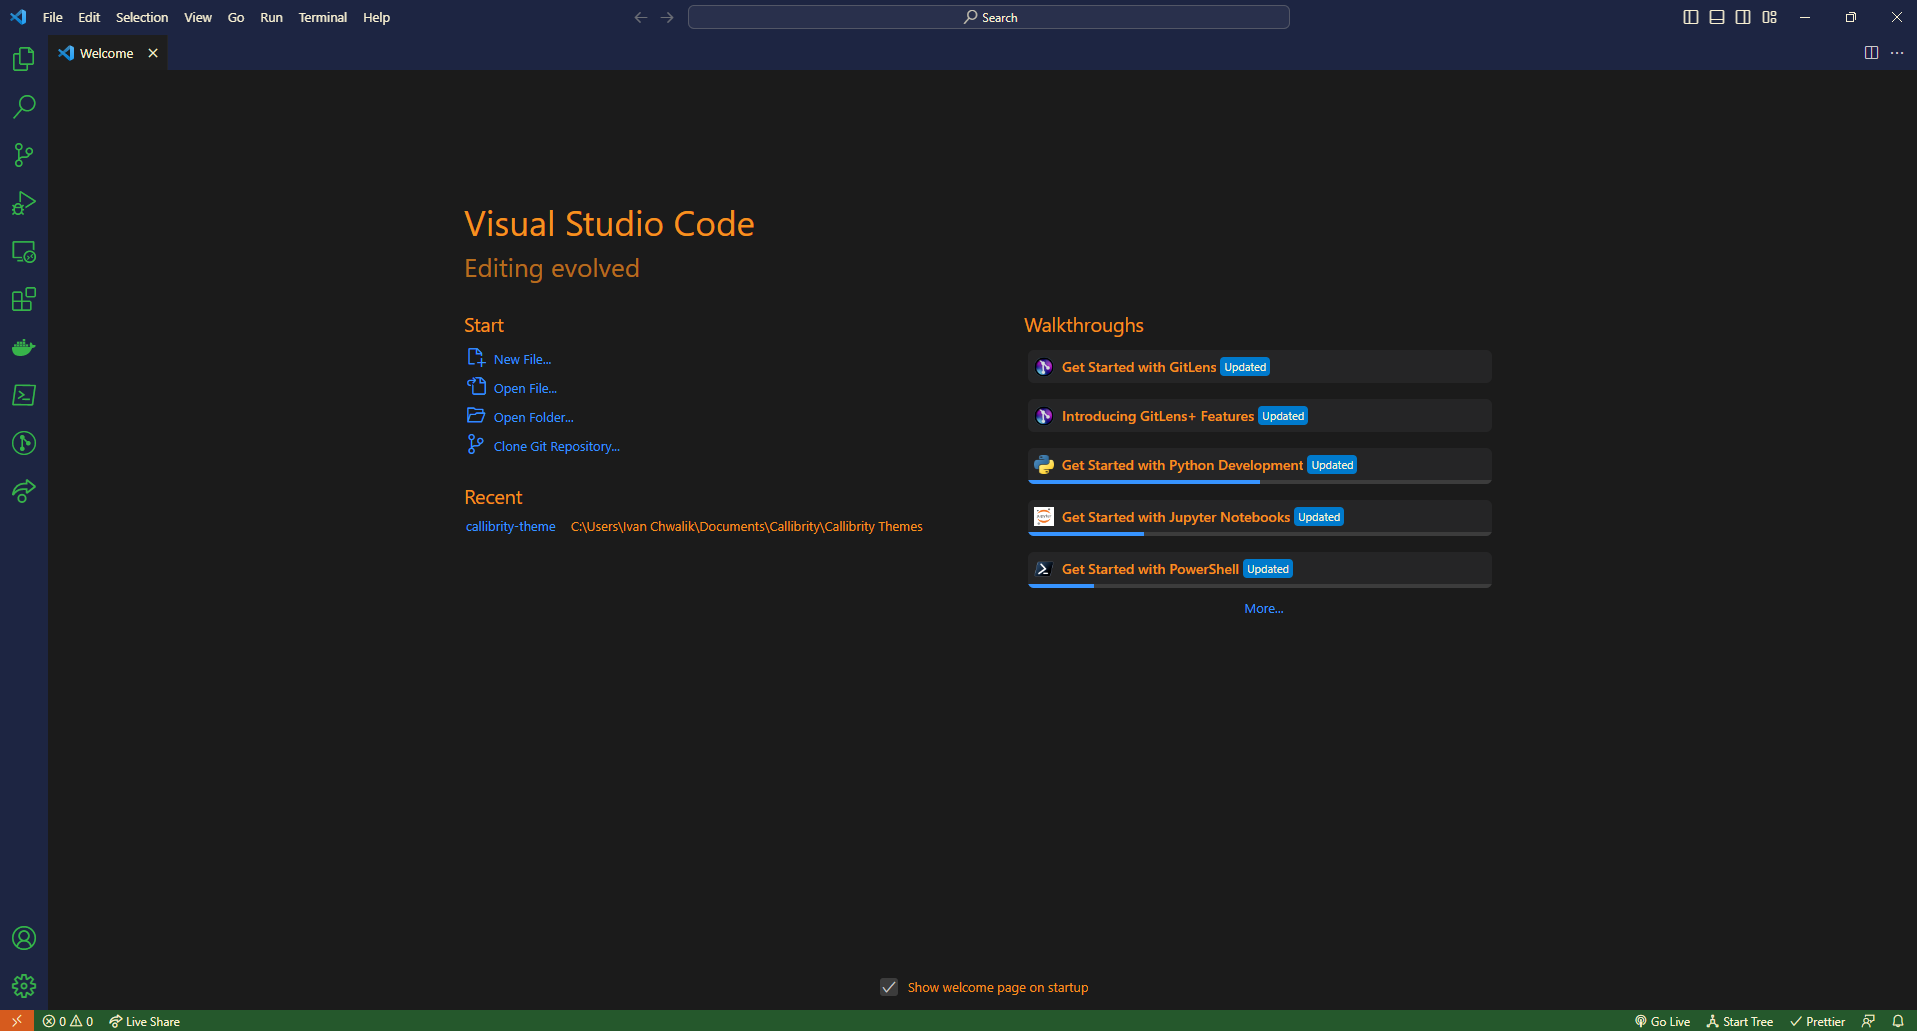 File Edit Selection View Go Run Terminal Help Search
Welcome
Visual Studio Code
Editing evolved
Start
New File...
Open File...
Open Folder...
Clone Git Repository...
Recent
callibrity-theme C:\Users\Ivan Chwalik\Documents\Callibrity\Callibrity Themes
Walkthroughs
Get Started with GitLens Updated
Introducing GitLens+ Features Updated
Get Started with Python Development Updated
Get Started with Jupyter Notebooks Updated
Get Started with PowerShell Updated
More...
Show welcome page on startup
0 0 Live Share Go Live Start Tree Prettier